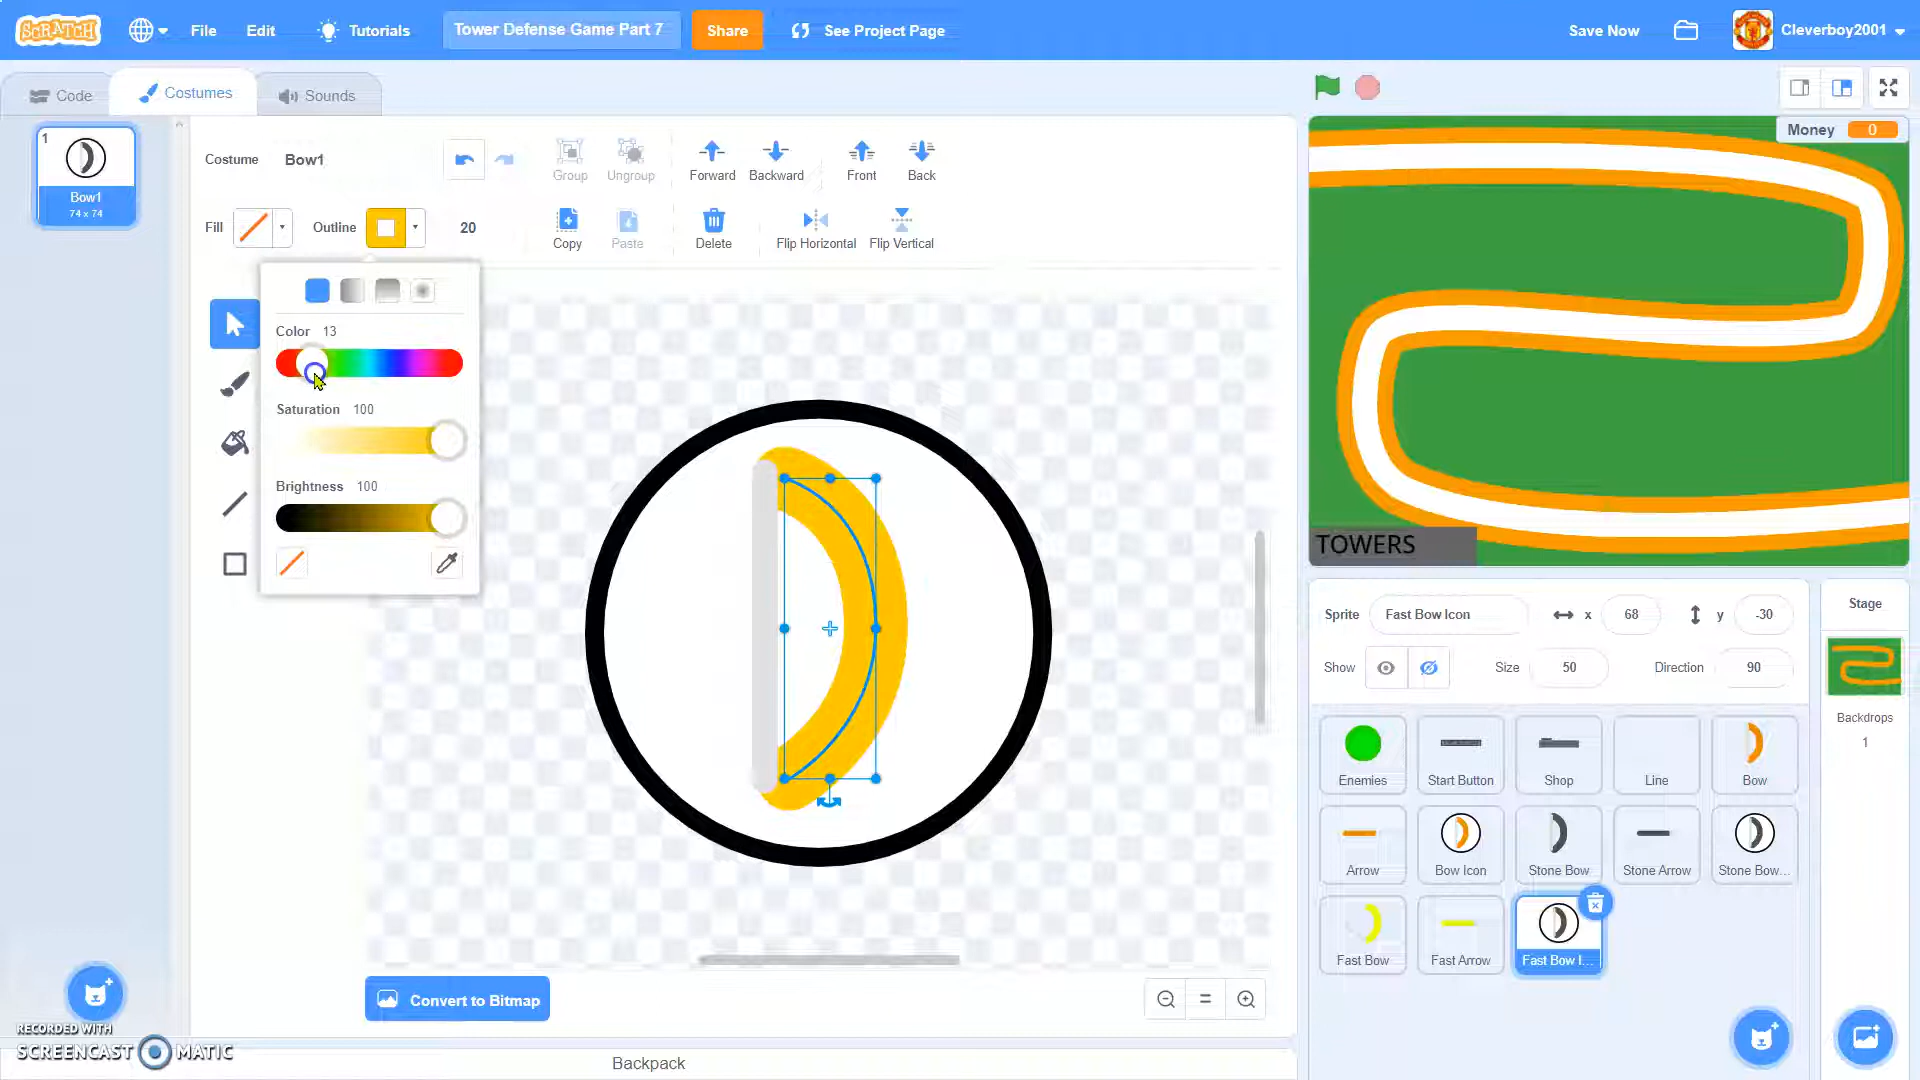 SCRATCH
File
Edit
Tutorials
Tower Defense Game Part 7
Share
See Project Page
Save Now
Cleverboy2001
Code
Costumes
Sounds
1
Bow1
74 x 74
Costume
Bow1
Group
Ungroup
Forward
Backward
Front
Back
Fill
Outline
20
Copy
Paste
Delete
Flip Horizontal
Flip Vertical
Color 13
Saturation 100
Brightness 100
Convert to Bitmap
Backpack
RECORDED WITH
SCREENCAST MATIC
Money 0
TOWERS
Sprite
Fast Bow Icon
x 68
y -30
Show
Size 50
Direction 90
Enemies
Start Button
Shop
Line
Bow
Arrow
Bow Icon
Stone Bow
Stone Arrow
Stone Bow...
Fast Bow
Fast Arrow
Fast Bow I...
Stage
Backdrops
1